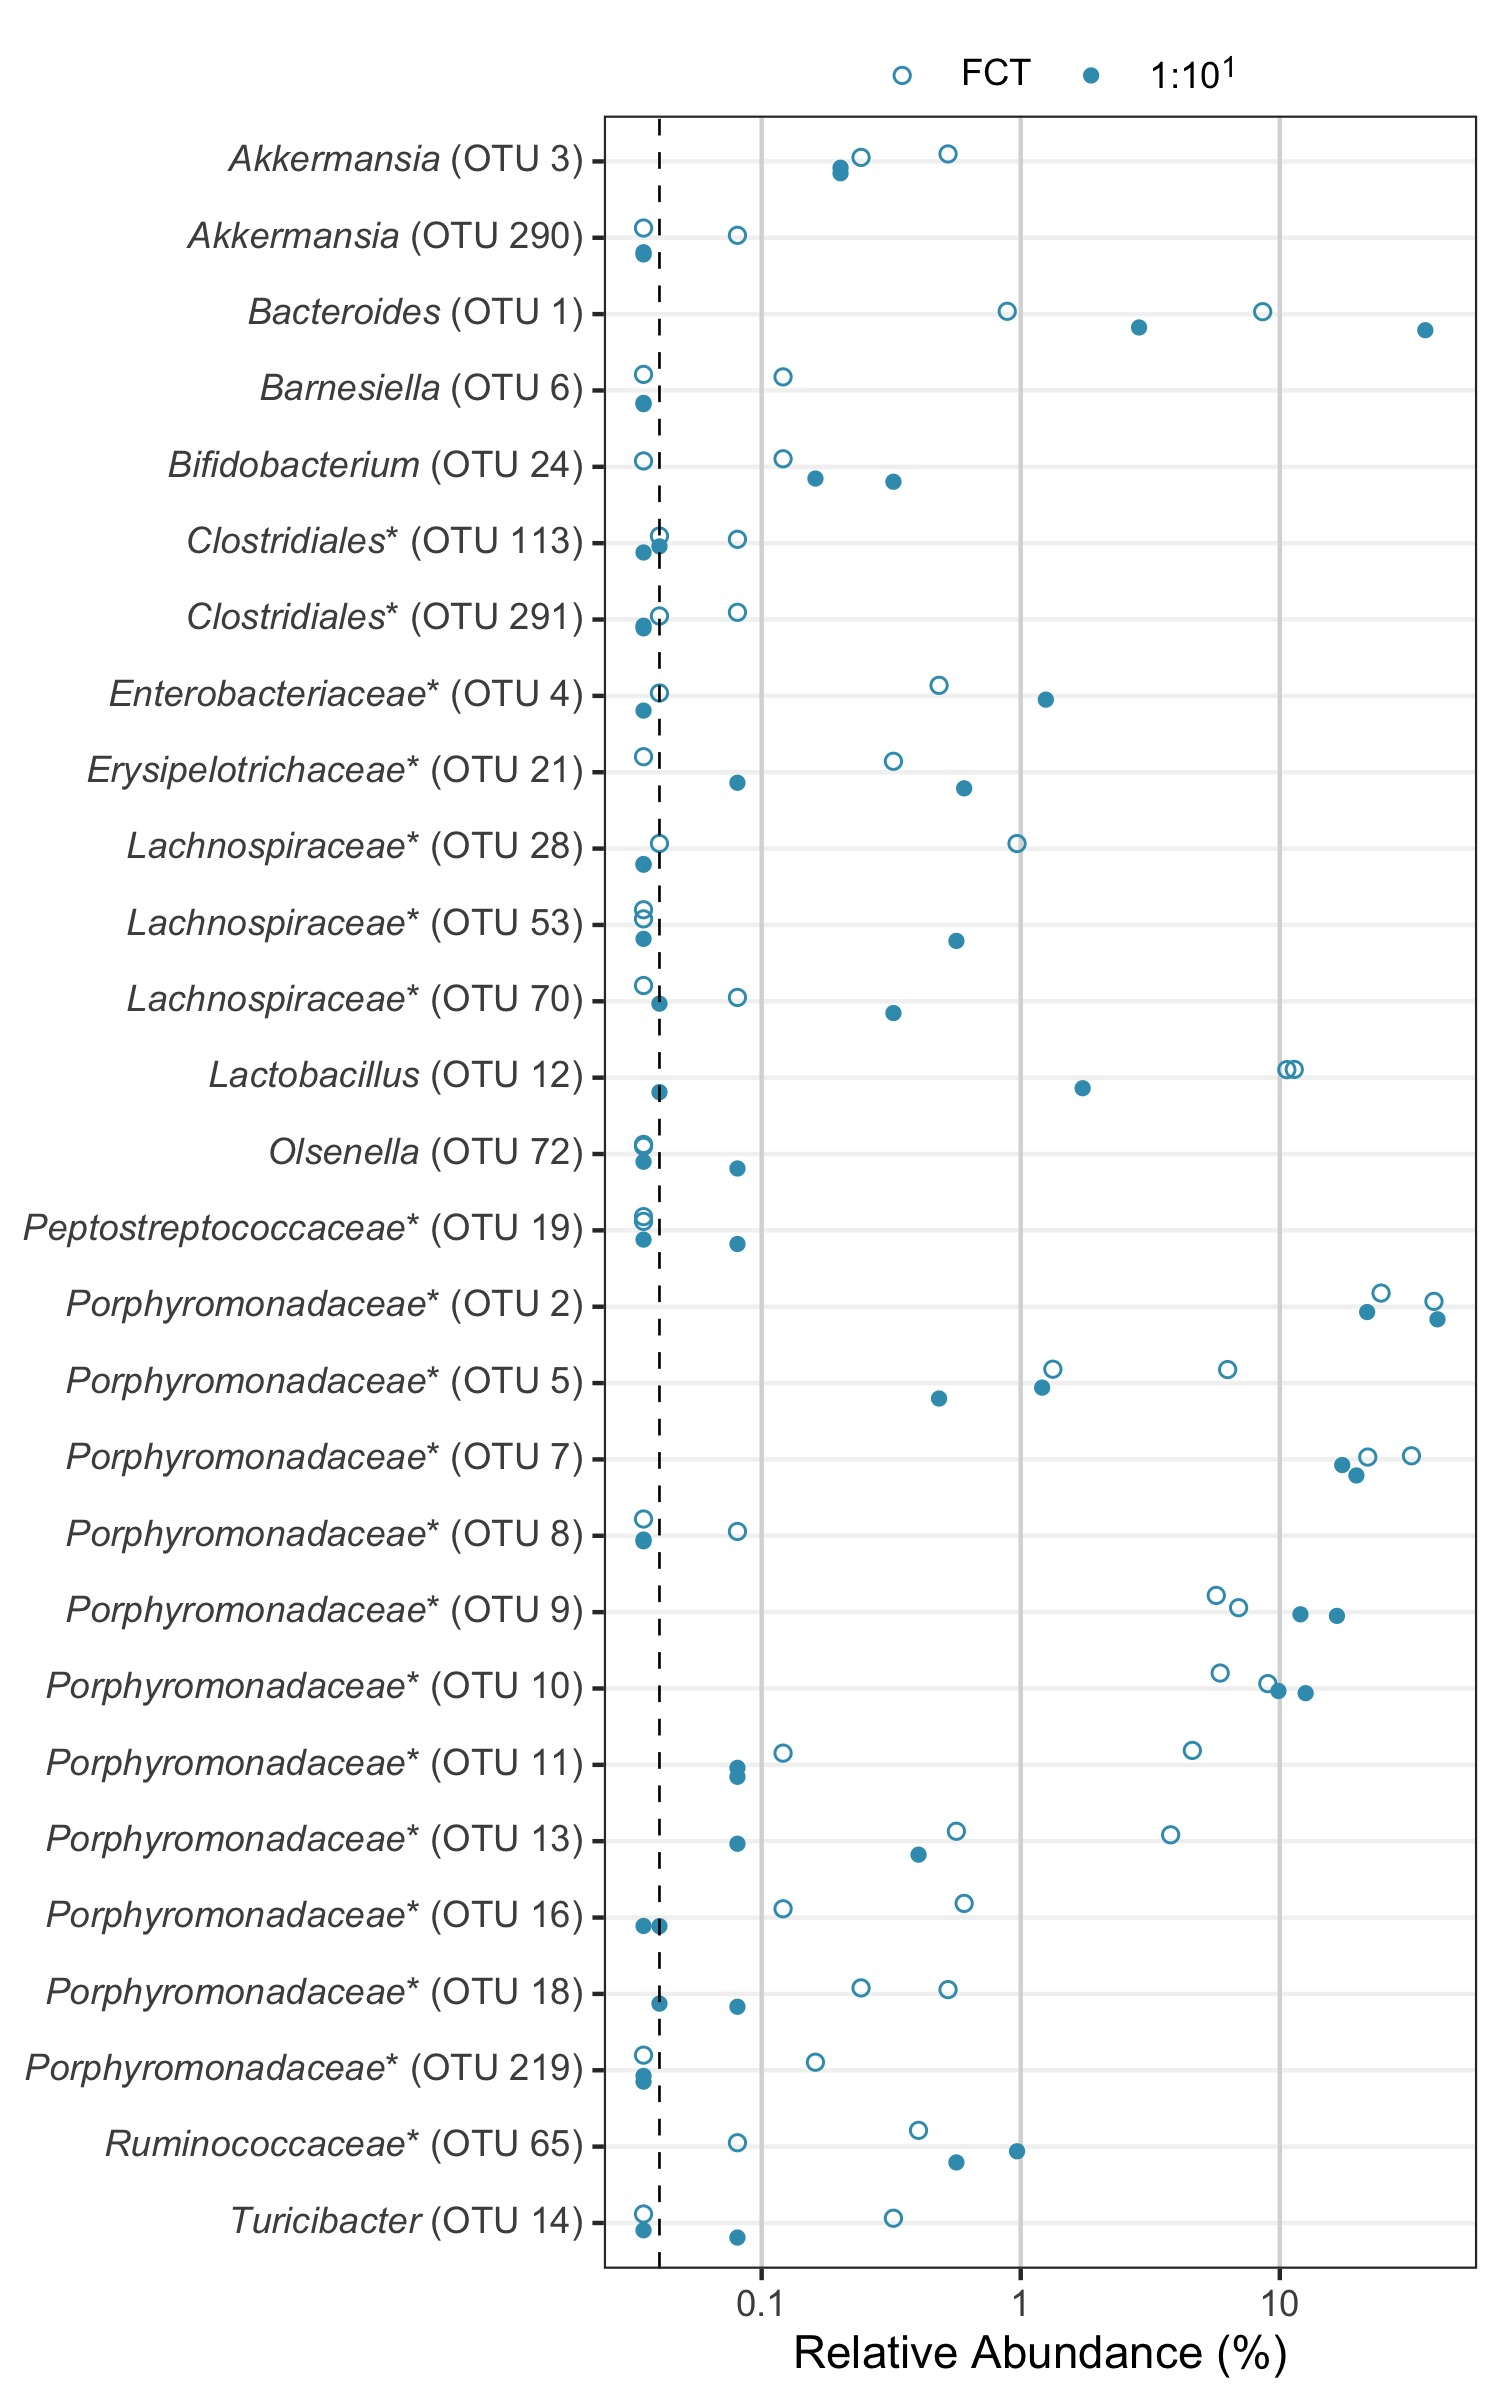 FCT 1:10¹
Akkermansia (OTU 3)
Akkermansia (OTU 290)
Bacteroides (OTU 1)
Barnesiella (OTU 6)
Bifidobacterium (OTU 24)
Clostridiales* (OTU 113)
Clostridiales* (OTU 291)
Enterobacteriaceae* (OTU 4)
Erysipelotrichaceae* (OTU 21)
Lachnospiraceae* (OTU 28)
Lachnospiraceae* (OTU 53)
Lachnospiraceae* (OTU 70)
Lactobacillus (OTU 12)
Olsenella (OTU 72)
Peptostreptococcaceae* (OTU 19)
Porphyromonadaceae* (OTU 2)
Porphyromonadaceae* (OTU 5)
Porphyromonadaceae* (OTU 7)
Porphyromonadaceae* (OTU 8)
Porphyromonadaceae* (OTU 9)
Porphyromonadaceae* (OTU 10)
Porphyromonadaceae* (OTU 11)
Porphyromonadaceae* (OTU 13)
Porphyromonadaceae* (OTU 16)
Porphyromonadaceae* (OTU 18)
Porphyromonadaceae* (OTU 219)
Ruminococcaceae* (OTU 65)
Turicibacter (OTU 14)
0.1 1 10
Relative Abundance (%)